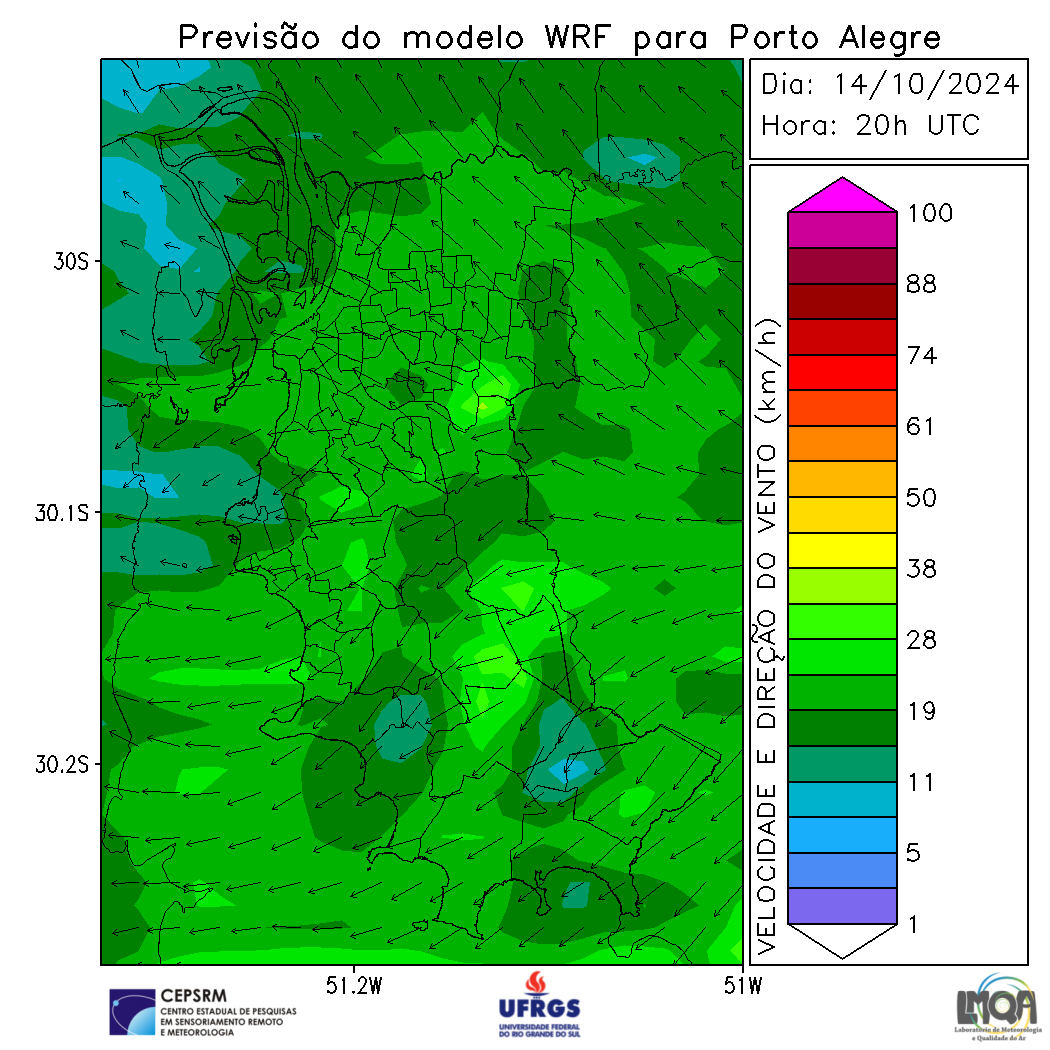 Previsão do modelo WRF para Porto Alegre
Dia: 14/10/2024
Hora: 20h UTC
30S
30.1S
30.2S
51.2W
51W
VELOCIDADE E DIREÇÃO DO VENTO (km/h)
100
88
74
61
50
38
28
19
11
5
1
CEPSRM
CENTRO ESTADUAL DE PESQUISAS
EM SENSORIAMENTO REMOTO
E METEOROLOGIA
UFRGS
UNIVERSIDADE FEDERAL
DO RIO GRANDE DO SUL
LMQA
Laboratório de Meteorologia
e Qualidade do Ar